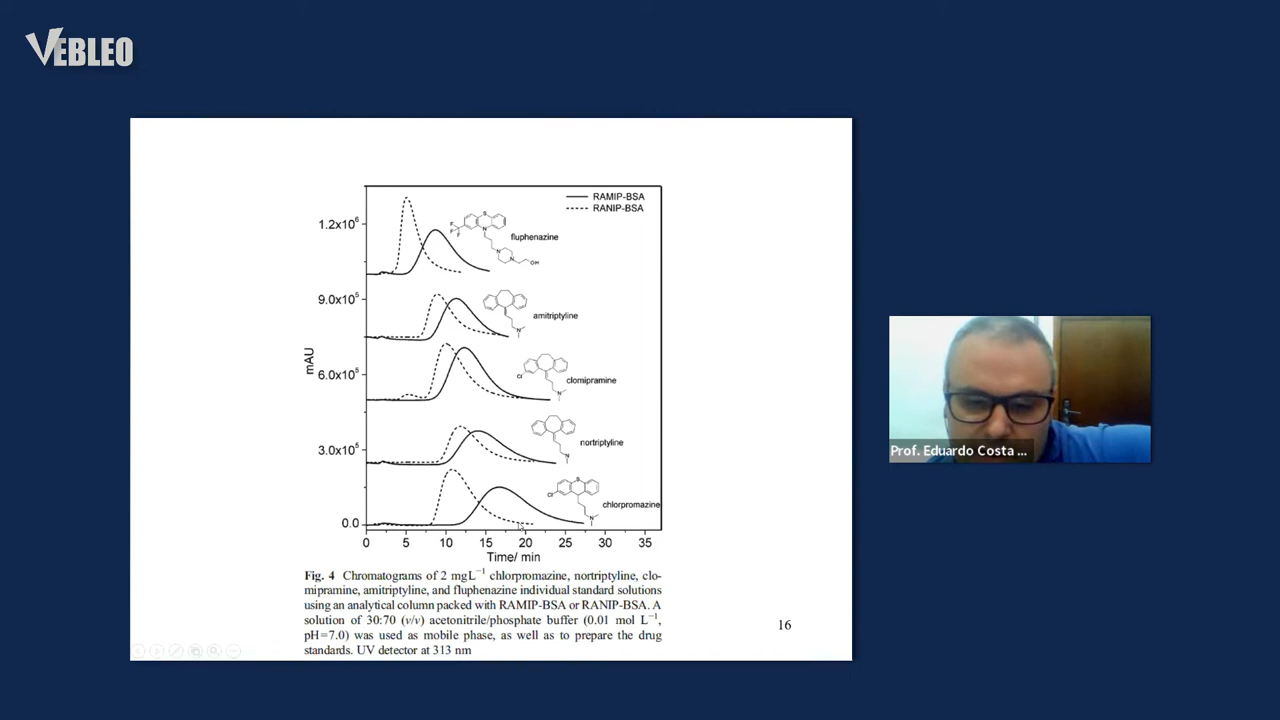 VEBLEO
RAMIP-BSA
RANIP-BSA
1.2x10⁶
9.0x10⁵
6.0x10⁵
3.0x10⁵
0.0
mAU
fluphenazine
amitriptyline
clomipramine
nortriptyline
chlorpromazine
S
F
F
F
N
N
N
OH
N
Cl
N
N
S
Cl
N
0 5 10 15 20 25 30 35
Time/ min
Fig. 4 Chromatograms of 2 mgL⁻¹ chlorpromazine, nortriptyline, clo-
mipramine, amitriptyline, and fluphenazine individual standard solutions
using an analytical column packed with RAMIP-BSA or RANIP-BSA. A
solution of 30:70 (v/v) acetonitrile/phosphate buffer (0.01 mol L⁻¹,
pH=7.0) was used as mobile phase, as well as to prepare the drug
standards. UV detector at 313 nm
16
Prof. Eduardo Costa ...